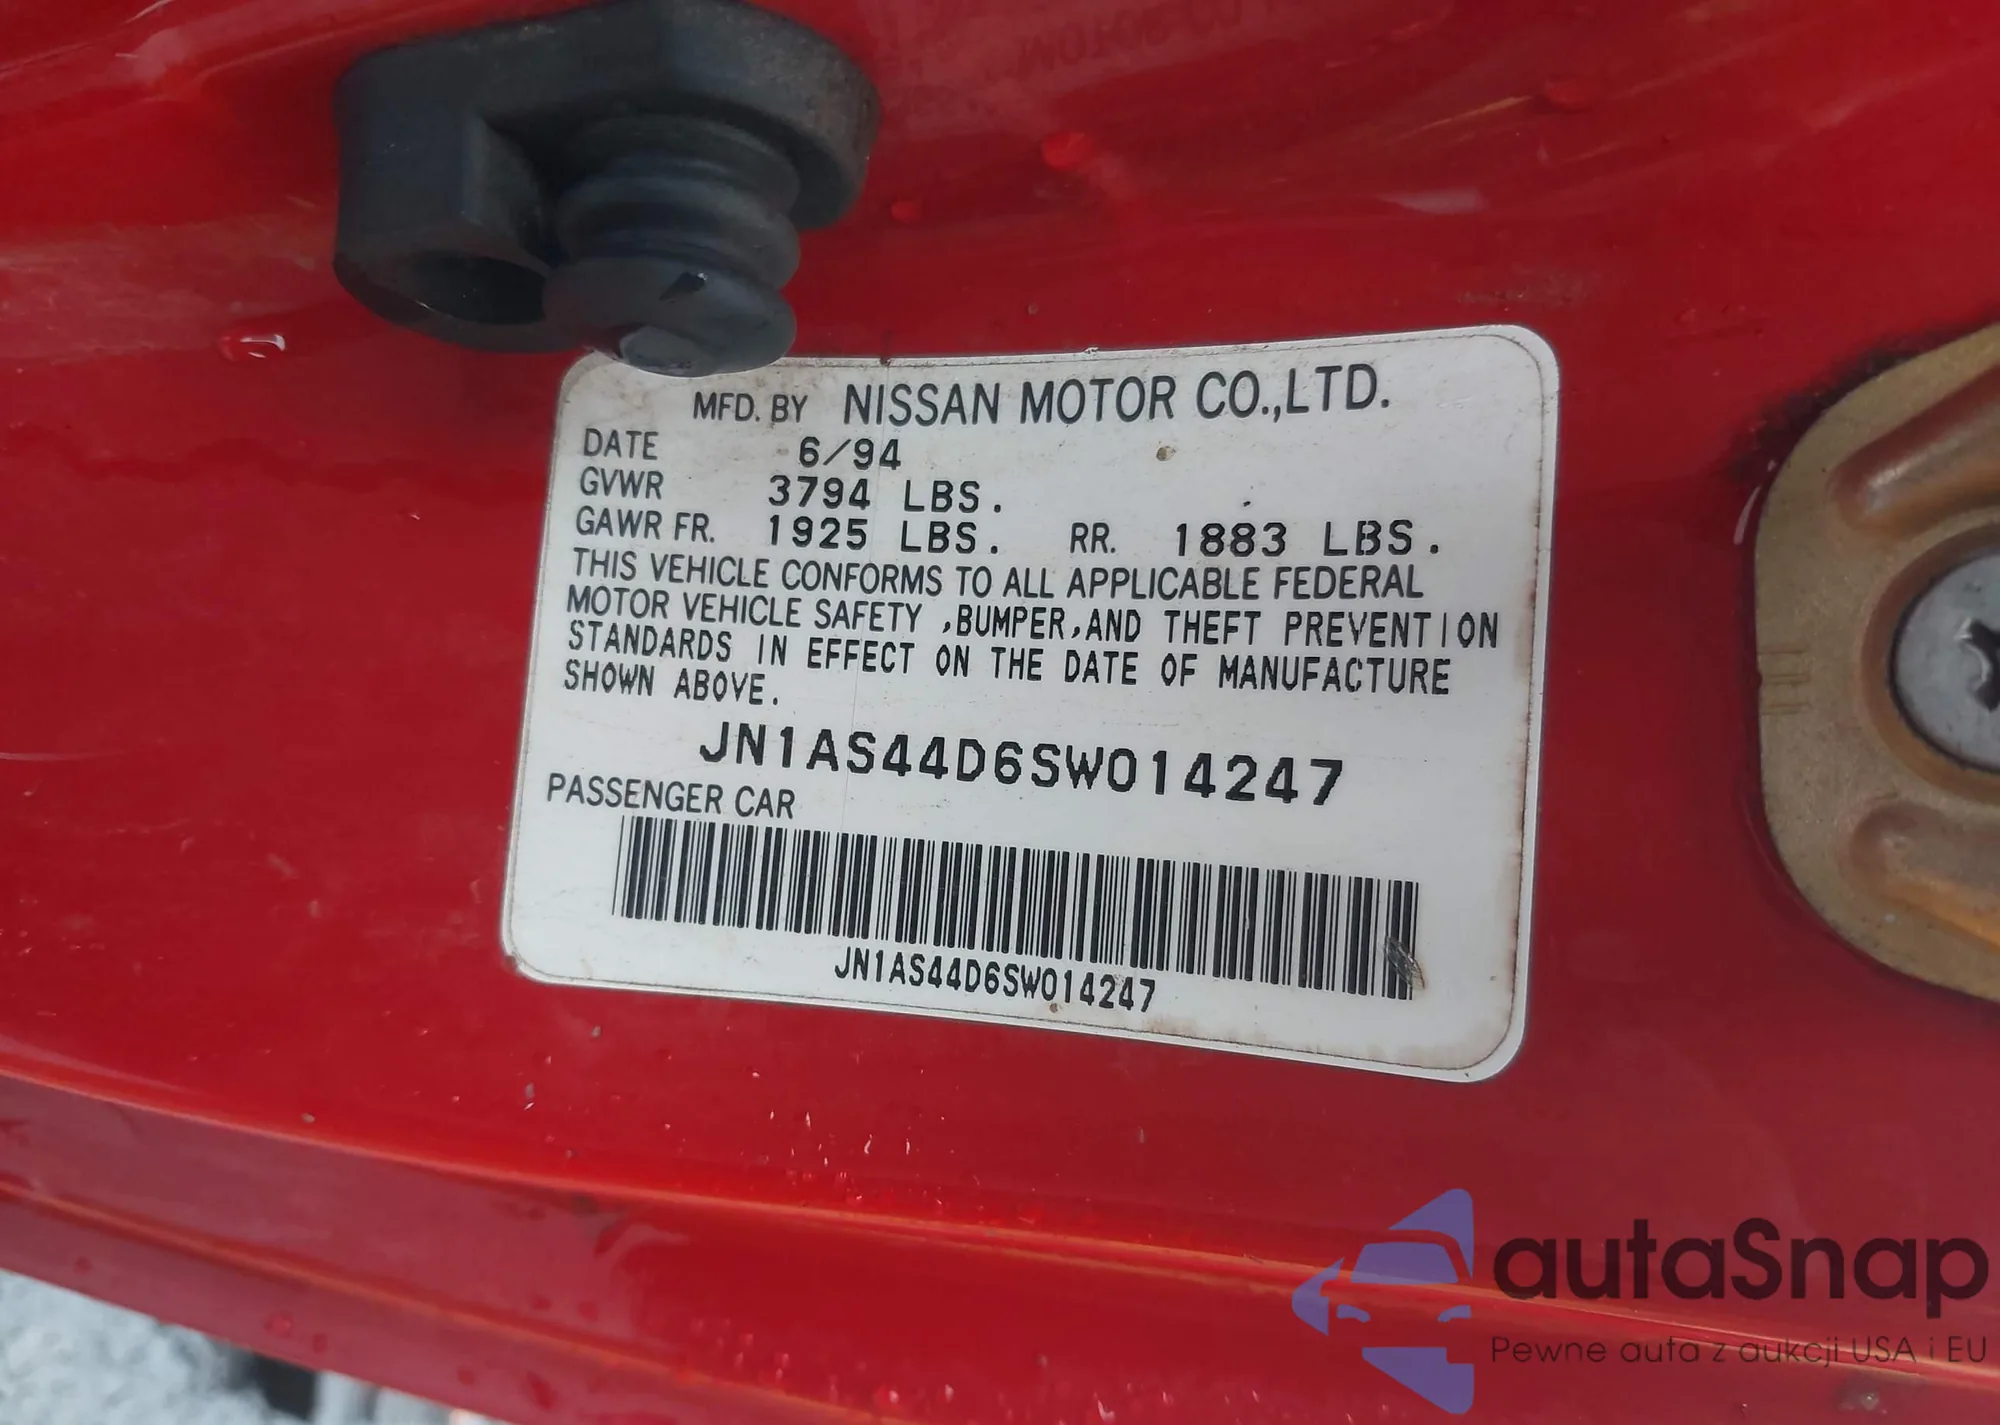 MFD. BY NISSAN MOTOR CO.,LTD.
DATE 6/94
GVWR 3794 LBS.
GAWR FR. 1925 LBS. RR. 1883 LBS.
THIS VEHICLE CONFORMS TO ALL APPLICABLE FEDERAL
MOTOR VEHICLE SAFETY ,BUMPER,AND THEFT PREVENTION
STANDARDS IN EFFECT ON THE DATE OF MANUFACTURE
SHOWN ABOVE.
JN1AS44D6SW014247
PASSENGER CAR
JN1AS44D6SW014247
autaSnap
Pewne auta z aukcji USA i EU